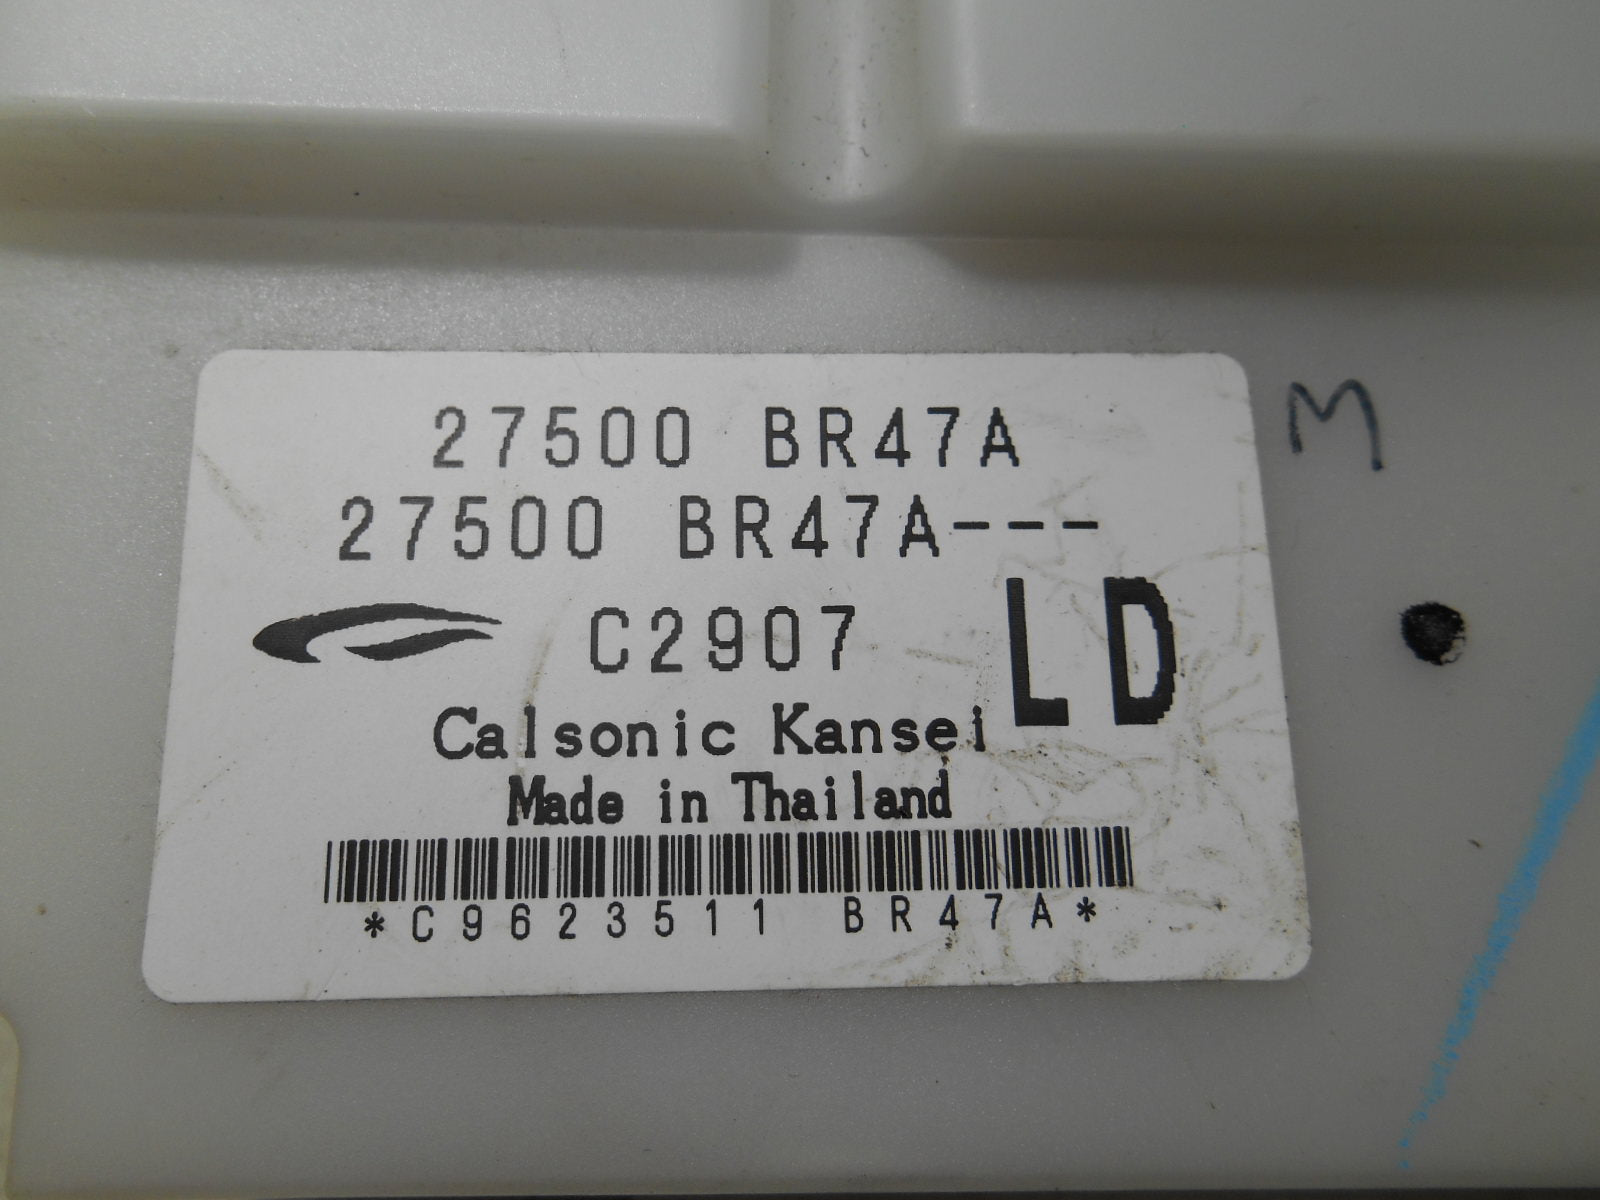 27500 BR47A
M
27500 BR47A---
C2907 LD
Calsonic Kansei
Made in Thailand
*C9623511 BR47A*